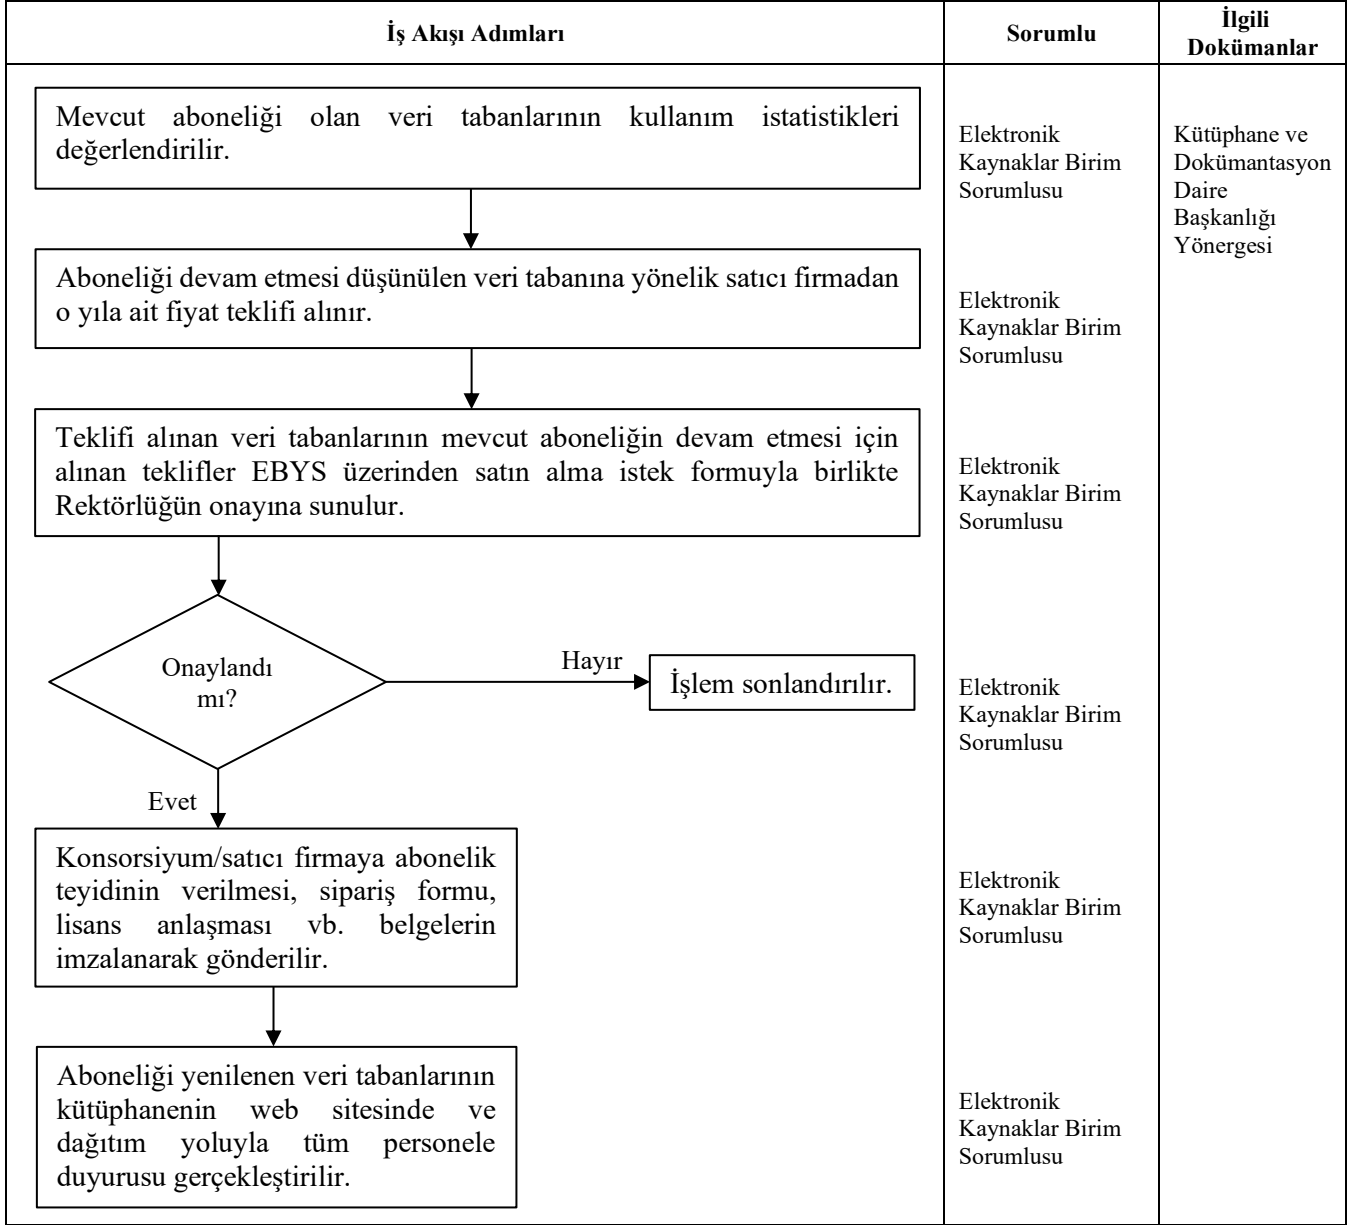 İş Akışı Adımları
Sorumlu
İlgili
Dokümanlar
Mevcut aboneliği olan veri tabanlarının kullanım istatistikleri
değerlendirilir.
Elektronik
Kaynaklar Birim
Sorumlusu
Kütüphane ve
Dokümantasyon
Daire
Başkanlığı
Yönergesi
Aboneliği devam etmesi düşünülen veri tabanına yönelik satıcı firmadan
o yıla ait fiyat teklifi alınır.
Elektronik
Kaynaklar Birim
Sorumlusu
Teklifi alınan veri tabanlarının mevcut aboneliğin devam etmesi için
alınan teklifler EBYS üzerinden satın alma istek formuyla birlikte
Rektörlüğün onayına sunulur.
Elektronik
Kaynaklar Birim
Sorumlusu
Onaylandı
mı?
Hayır
İşlem sonlandırılır.
Elektronik
Kaynaklar Birim
Sorumlusu
Evet
Konsorsiyum/satıcı firmaya abonelik
teyidinin verilmesi, sipariş formu,
lisans anlaşması vb. belgelerin
imzalanarak gönderilir.
Elektronik
Kaynaklar Birim
Sorumlusu
Aboneliği yenilenen veri tabanlarının
kütüphanenin web sitesinde ve
dağıtım yoluyla tüm personele
duyurusu gerçekleştirilir.
Elektronik
Kaynaklar Birim
Sorumlusu